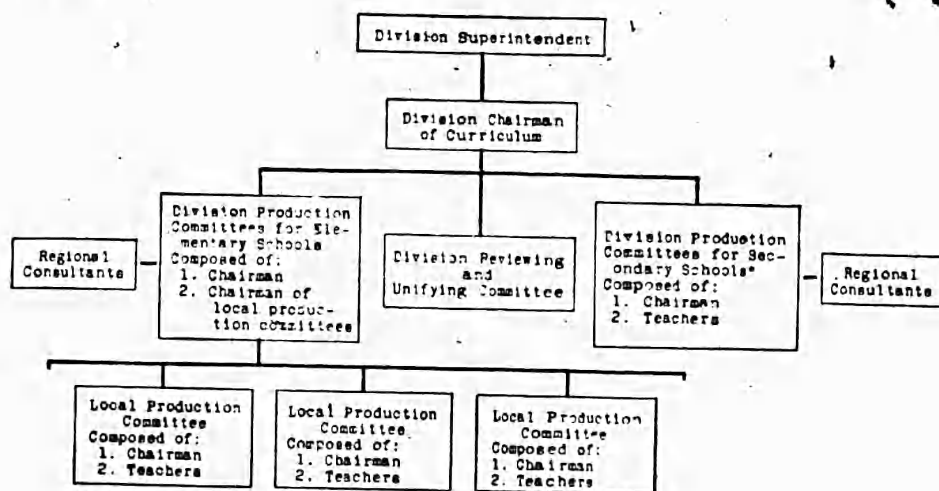 Division Superintendent
Division Chairman
of Curriculum
Division Production
Committees for Ele-
mentary Schools
Composed of:
1. Chairman
2. Chairman of
local produc-
tion committees
Regional
Consultants
Division Reviewing
and
Unifying Committee
Division Production
Committees for Sec-
ondary Schools*
Composed of:
1. Chairman
2. Teachers
Regional
Consultants
Local Production
Committee
Composed of:
1. Chairman
2. Teachers
Local Production
Committee
Composed of:
1. Chairman
2. Teachers
Local Production
Committee
Composed of:
1. Chairman
2. Teachers